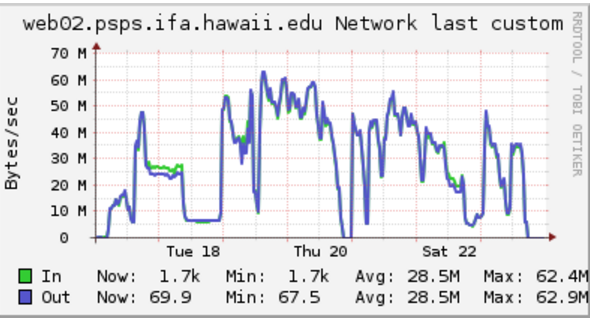 web02.psps.ifa.hawaii.edu Network last custom
RRDTOOL / TOBI OETIKER
Bytes/sec
70 M
60 M
50 M
40 M
30 M
20 M
10 M
0
Tue 18 Thu 20 Sat 22
In Now: 1.7k Min: 1.7k Avg: 28.5M Max: 62.4M
Out Now: 69.9 Min: 67.5 Avg: 28.5M Max: 62.9M